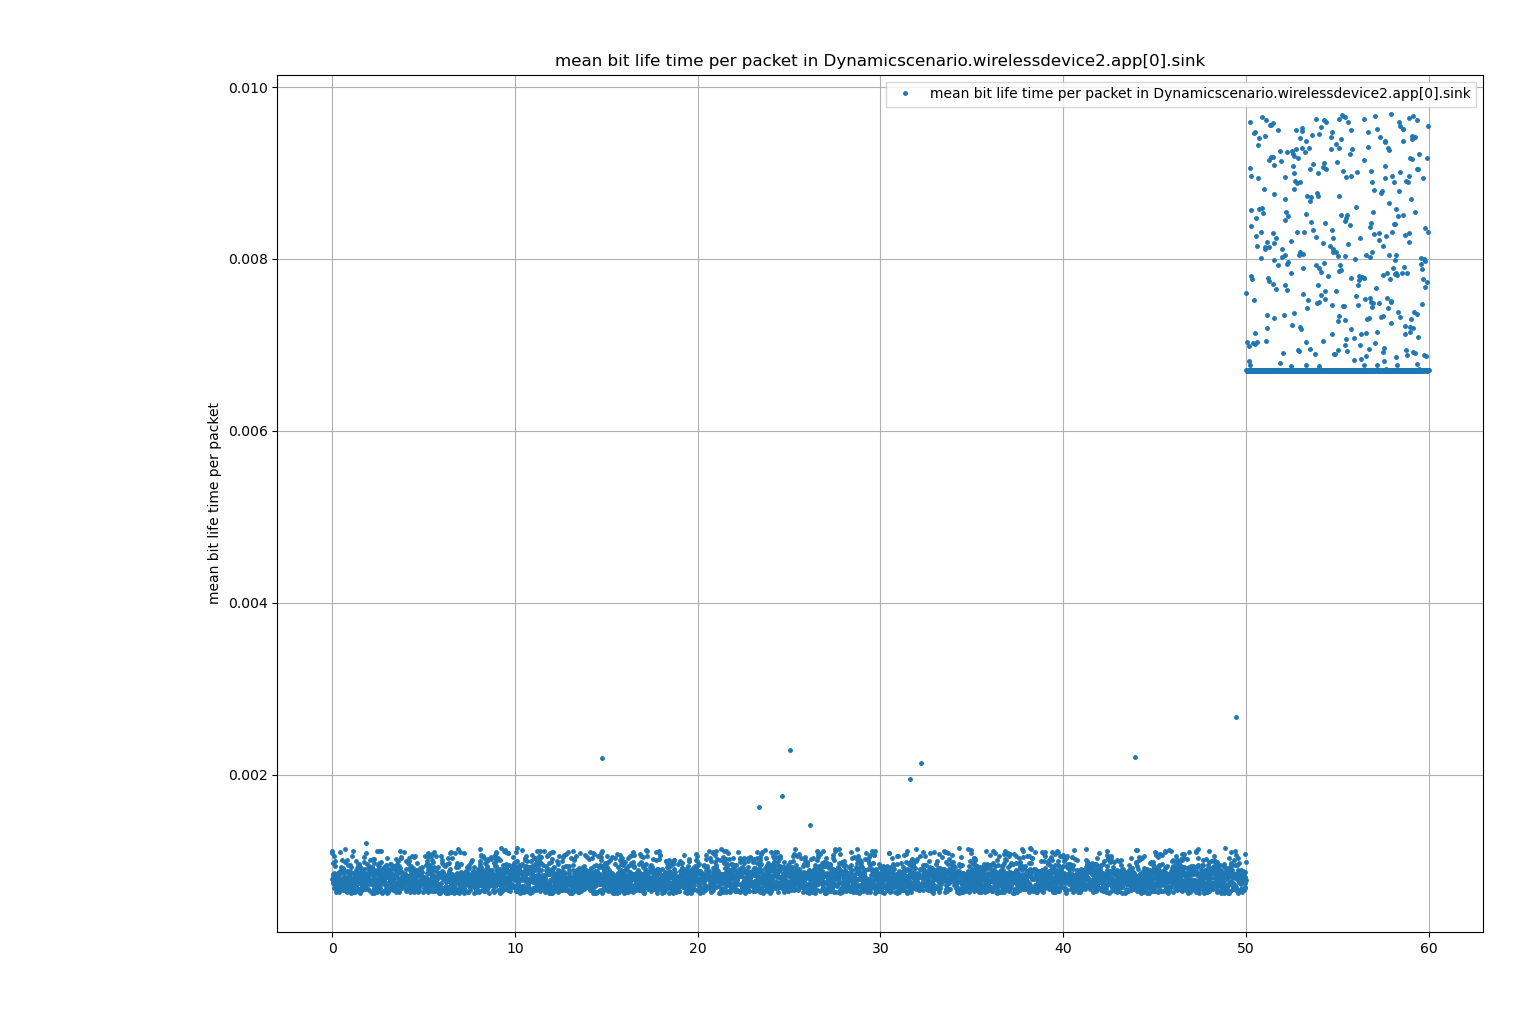 mean bit life time per packet in Dynamicscenario.wirelessdevice2.app[0].sink
mean bit life time per packet in Dynamicscenario.wirelessdevice2.app[0].sink
0.010
0.008
0.006
0.004
0.002
mean bit life time per packet
0 10 20 30 40 50 60